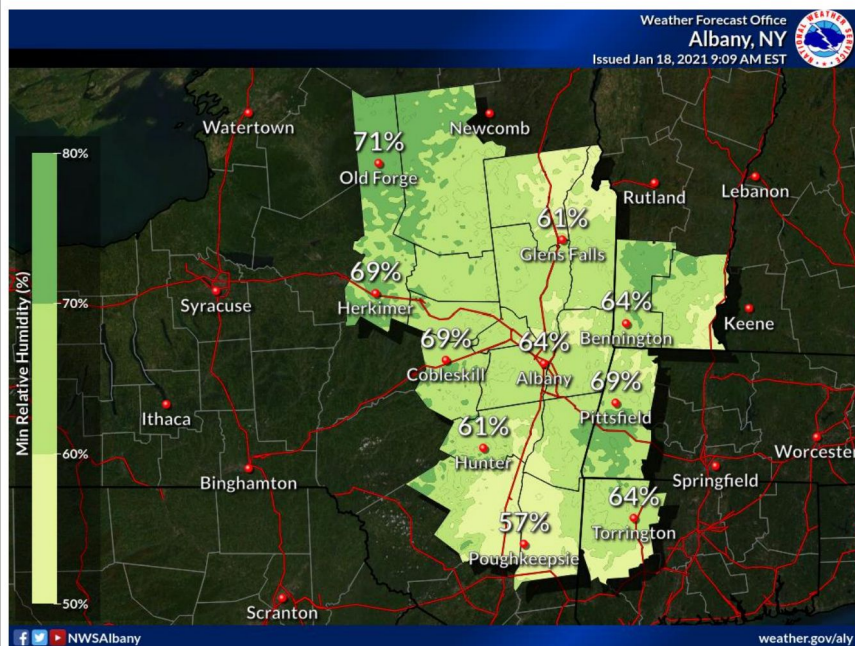 Weather Forecast Office
Albany, NY
Issued Jan 18, 2021 9:09 AM EST
NATIONAL WEATHER SERVICE
Watertown
Newcomb
71%
Old Forge
80%
Rutland
Lebanon
61%
Glens Falls
69%
Herkimer
Syracuse
70%
64%
Bennington
Keene
69%
Cobleskill
64%
Albany
69%
Pittsfield
Min Relative Humidity (%)
Ithaca
61%
Hunter
60%
Worcester
Binghamton
Springfield
64%
Torrington
57%
Poughkeepsie
50%
Scranton
NWSAlbany
weather.gov/aly